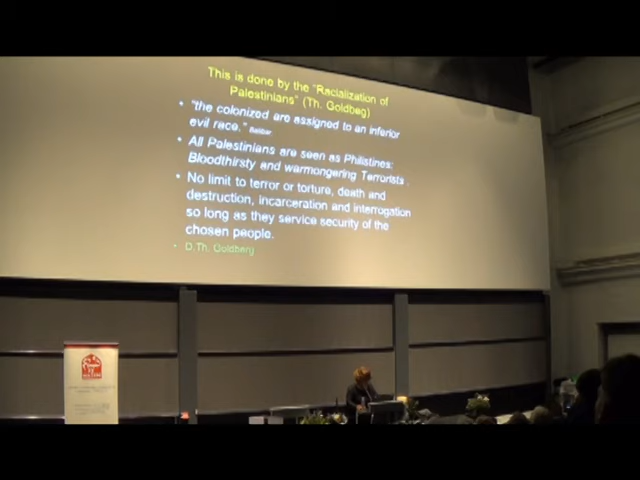 This is done by the "Racialization of
Palestinians" (Th. Goldbeg)
• "the colonized are assigned to an inferior
evil race." Balibar
• All Palestinians are seen as Philistines:
Bloodthirsty and warmongering Terrorists.
• No limit to terror or torture, death and
destruction, incarceration and interrogation
so long as they service security of the
chosen people.
• D.Th. Goldberg